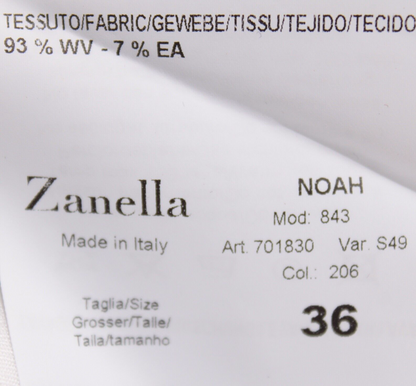 TESSUTO/FABRIC/GEWEBE/TISSU/TEJIDO/TECIDO
93 % WV - 7 % EA
Zanella
Made in Italy
NOAH
Mod: 843
Art. 701830 Var. S49
Col.: 206
Taglia/Size
Grosser/Talle/
Talla/tamanho
36